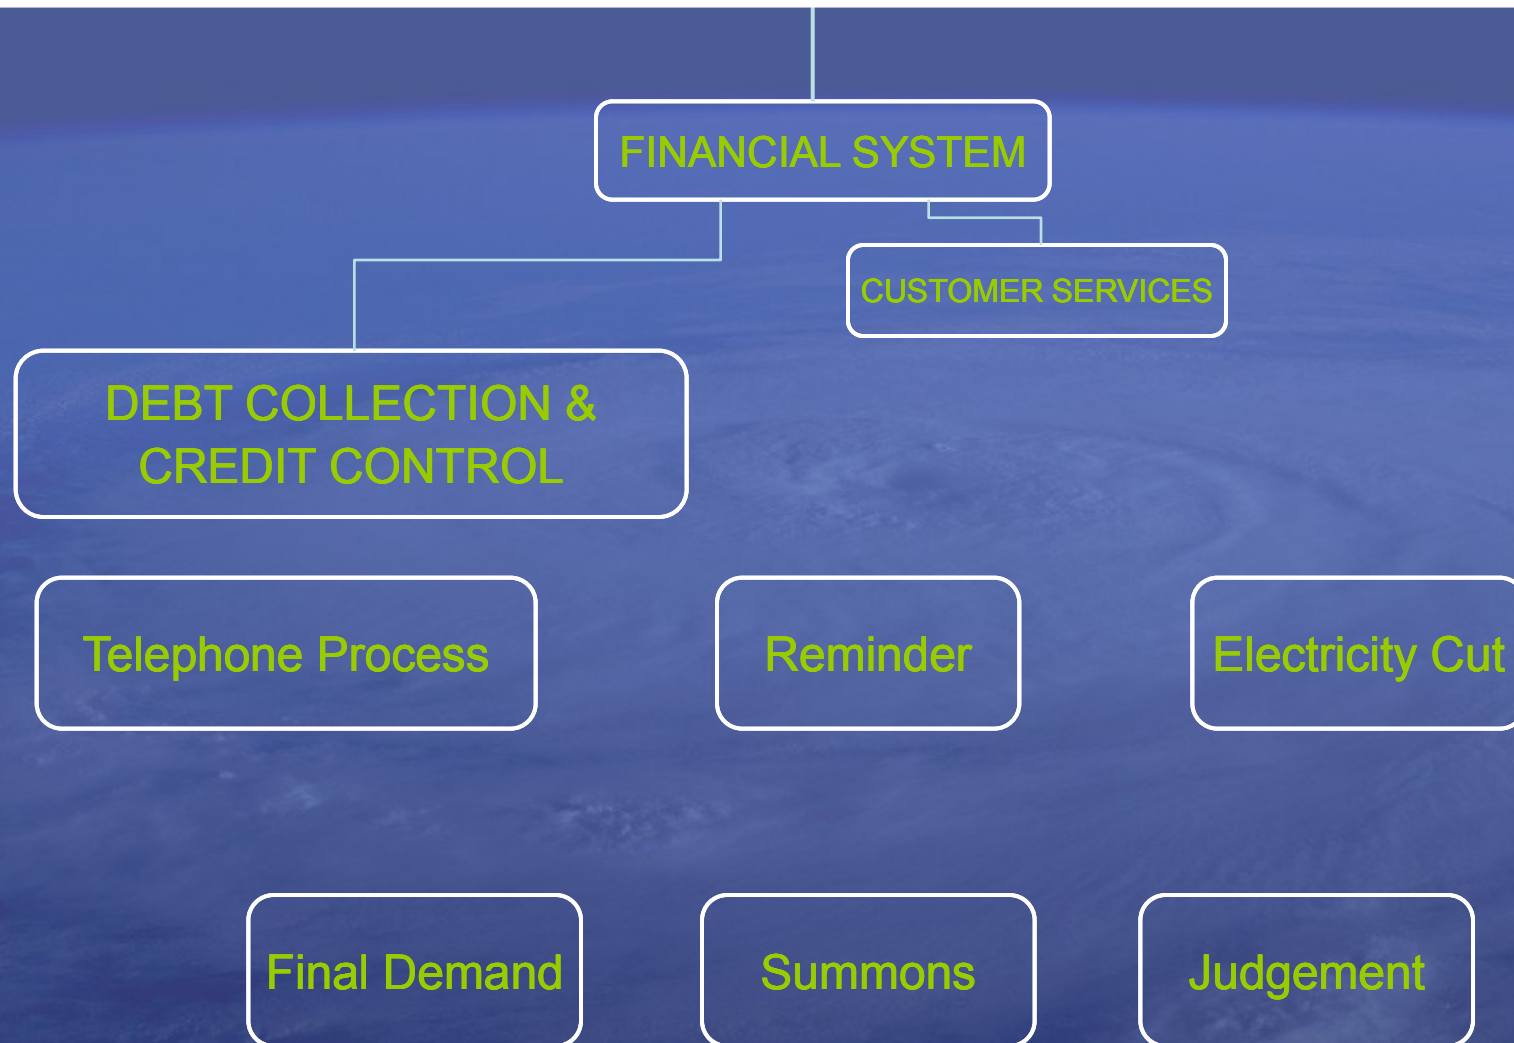 FINANCIAL SYSTEM
CUSTOMER SERVICES
DEBT COLLECTION &
CREDIT CONTROL
Telephone Process
Reminder
Electricity Cut
Final Demand
Summons
Judgement